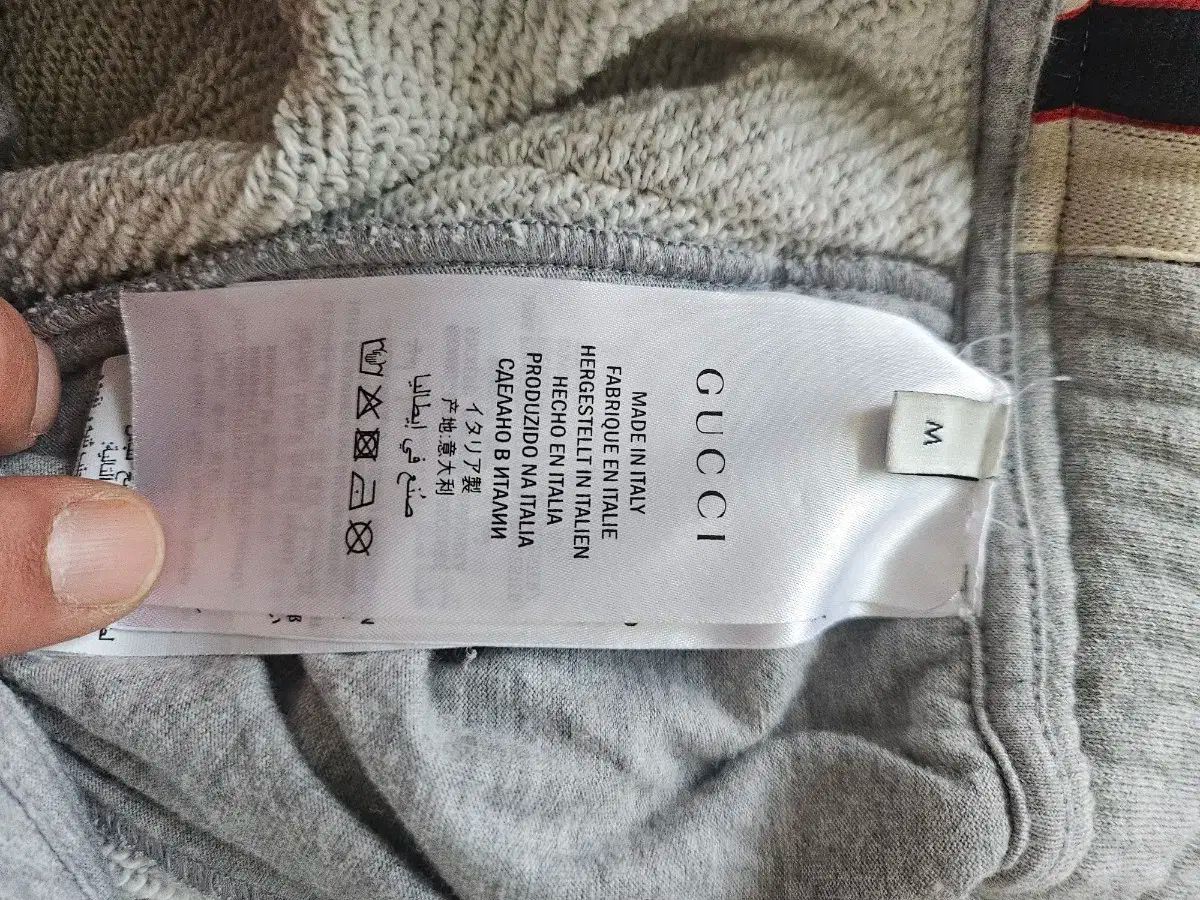 M
GUCCI
MADE IN ITALY
FABRIQUE EN ITALIE
HERGESTELLT IN ITALIEN
HECHO EN ITALIA
PRODUZIDO NA ITALIA
СДЕЛАНО В ИТАЛИИ
イタリア製
产地:意大利
صُنع في إيطاليا